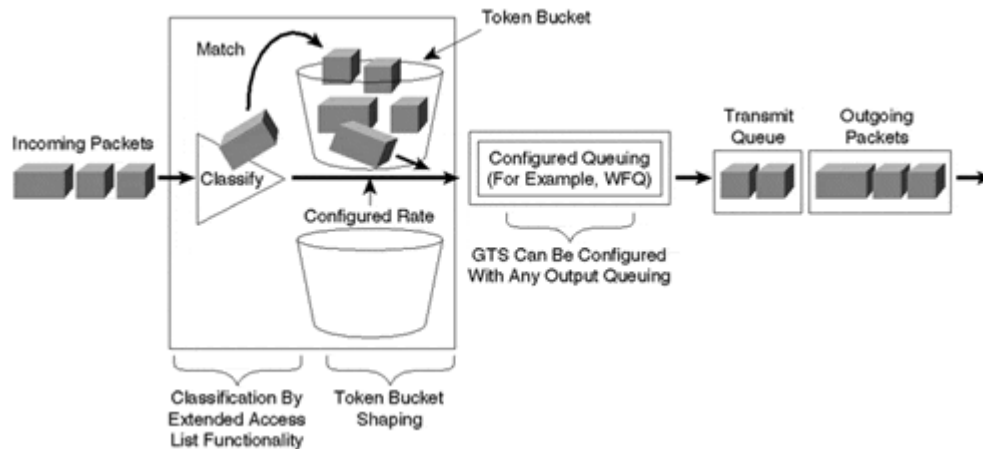 Token Bucket
Match
Incoming Packets
Classify
Configured Rate
Configured Queuing
(For Example, WFQ)
Transmit
Queue
Outgoing
Packets
GTS Can Be Configured
With Any Output Queuing
Classification By
Extended Access
List Functionality
Token Bucket
Shaping